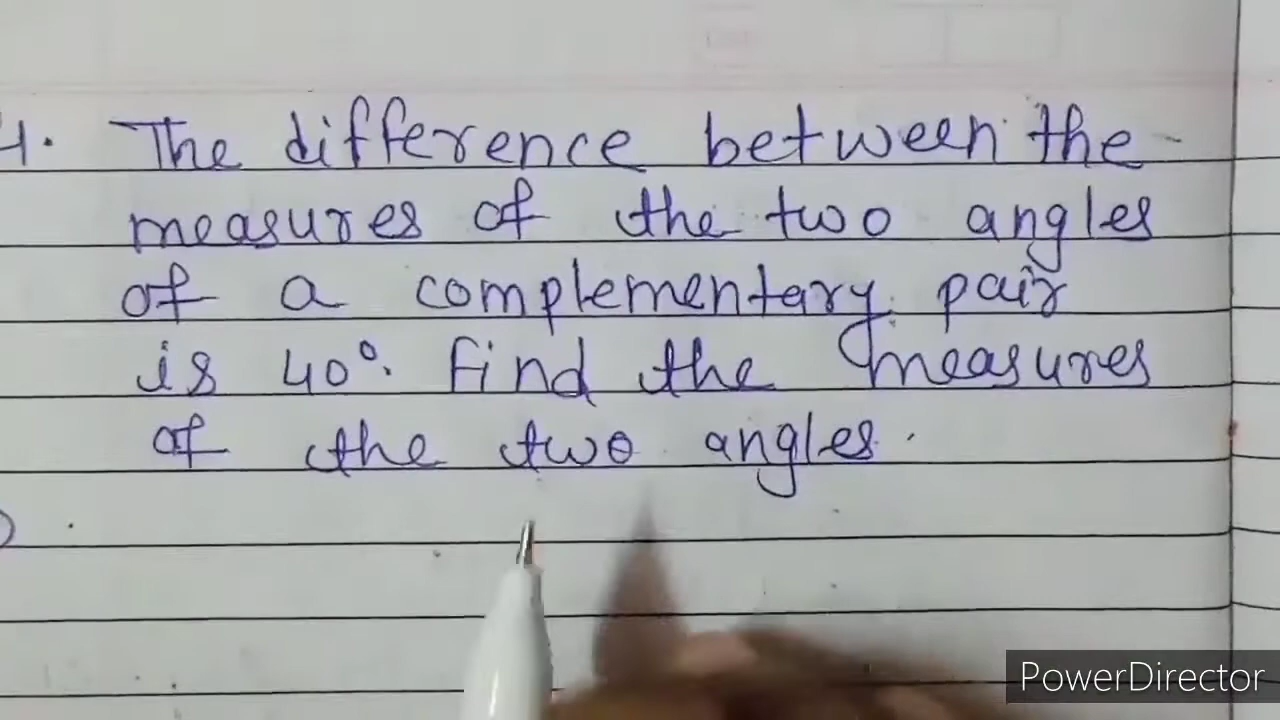 4. The difference between the
measures of the two angles
of a complementary pair
is 40°. Find the measures
of the two angles.
PowerDirector